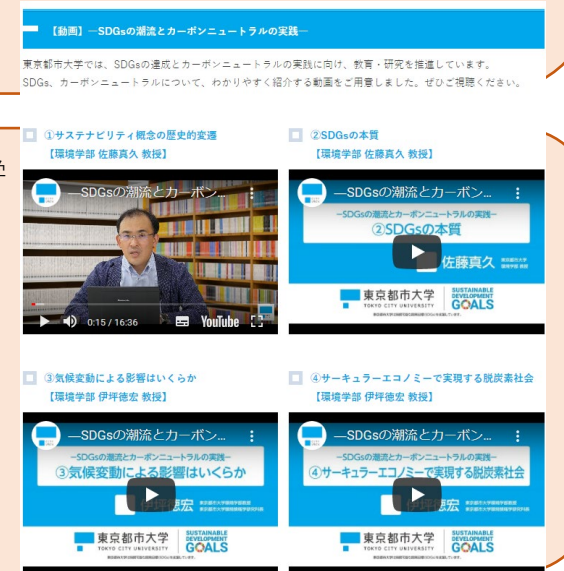 【動画】―SDGsの潮流とカーボンニュートラルの実践―
東京都市大学では、SDGsの達成とカーボンニュートラルの実践に向け、教育・研究を推進しています。
SDGs、カーボンニュートラルについて、わかりやすく紹介する動画をご用意しました。ぜひご視聴ください。
①サステナビリティ概念の歴史的変遷
【環境学部 佐藤真久 教授】
―SDGsの潮流とカーボン...
0:15 / 16:36
YouTube
②SDGsの本質
【環境学部 佐藤真久 教授】
―SDGsの潮流とカーボン...
―SDGsの潮流とカーボンニュートラルの実践―
②SDGsの本質
佐藤真久
東京都市大学
TOKYO CITY UNIVERSITY
SUSTAINABLE
DEVELOPMENT
GOALS
③気候変動による影響はいくらか
【環境学部 伊坪徳宏 教授】
―SDGsの潮流とカーボン...
―SDGsの潮流とカーボンニュートラルの実践―
③気候変動による影響はいくらか
徳宏
東京都市大学
TOKYO CITY UNIVERSITY
SUSTAINABLE
DEVELOPMENT
GOALS
④サーキュラーエコノミーで実現する脱炭素社会
【環境学部 伊坪徳宏 教授】
―SDGsの潮流とカーボン...
―SDGsの潮流とカーボンニュートラルの実践―
④サーキュラーエコノミーで実現する脱炭素社会
徳宏
東京都市大学
TOKYO CITY UNIVERSITY
SUSTAINABLE
DEVELOPMENT
GOALS